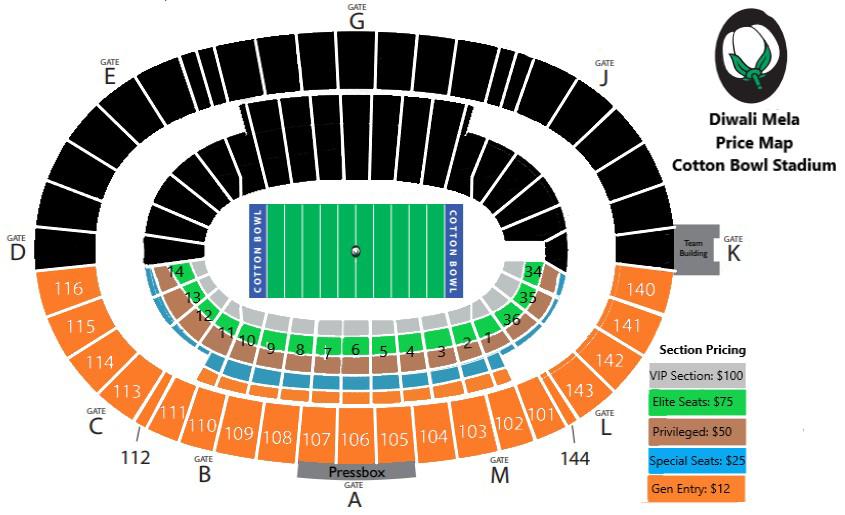 GATE
G
GATE
E
GATE
J
Diwali Mela
Price Map
Cotton Bowl Stadium
COTTON BOWL
COTTON BOWL
GATE
D
Team
Building
GATE
K
14
13
12
11
10
9
8
7
6
5
4
3
2
1
36
35
34
116
115
114
113
112
111
110
109
108
107
106
105
104
103
102
101
144
143
142
141
140
GATE
C
GATE
B
Pressbox
GATE
A
GATE
M
GATE
L
Section Pricing
VIP Section: $100
Elite Seats: $75
Privileged: $50
Special Seats: $25
Gen Entry: $12